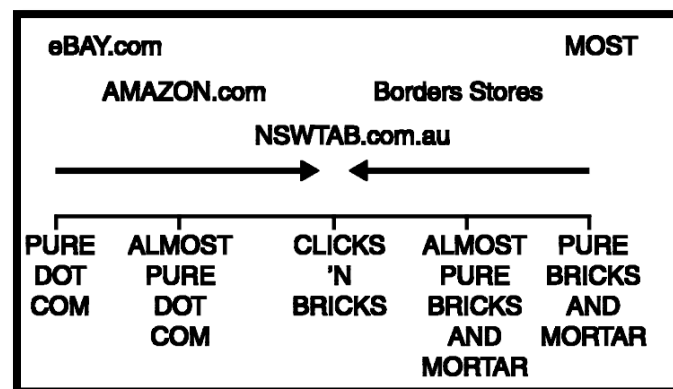 eBAY.com MOST
AMAZON.com Borders Stores
NSWTAB.com.au
PURE
DOT
COM
ALMOST
PURE
DOT
COM
CLICKS
'N
BRICKS
ALMOST
PURE
BRICKS
AND
MORTAR
PURE
BRICKS
AND
MORTAR